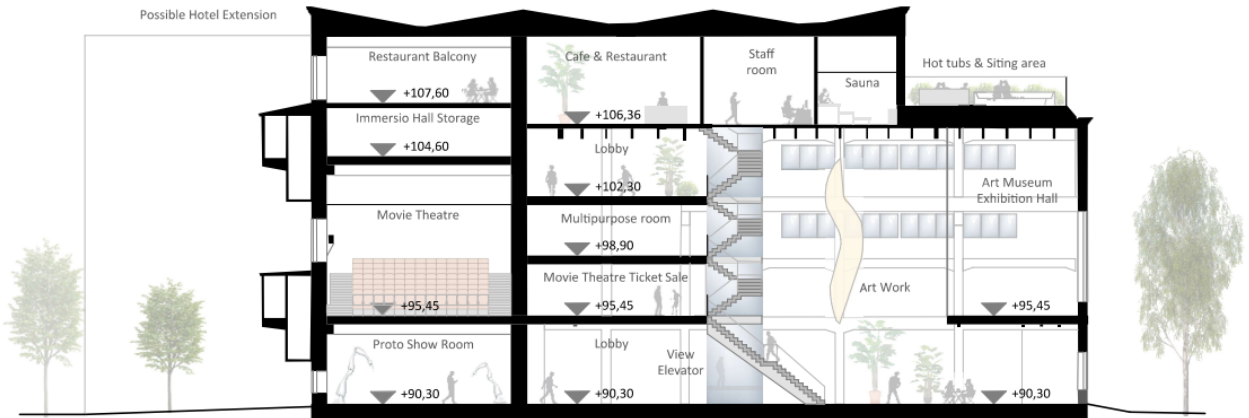 Possible Hotel Extension
Restaurant Balcony
+107,60
Immersio Hall Storage
+104,60
Movie Theatre
+95,45
Proto Show Room
+90,30
Cafe & Restaurant
+106,36
Staff
room
Sauna
Hot tubs & Siting area
Lobby
+102,30
Multipurpose room
+98,90
Movie Theatre Ticket Sale
+95,45
Lobby
+90,30
View
Elevator
Art Work
Art Museum
Exhibition Hall
+95,45
+90,30